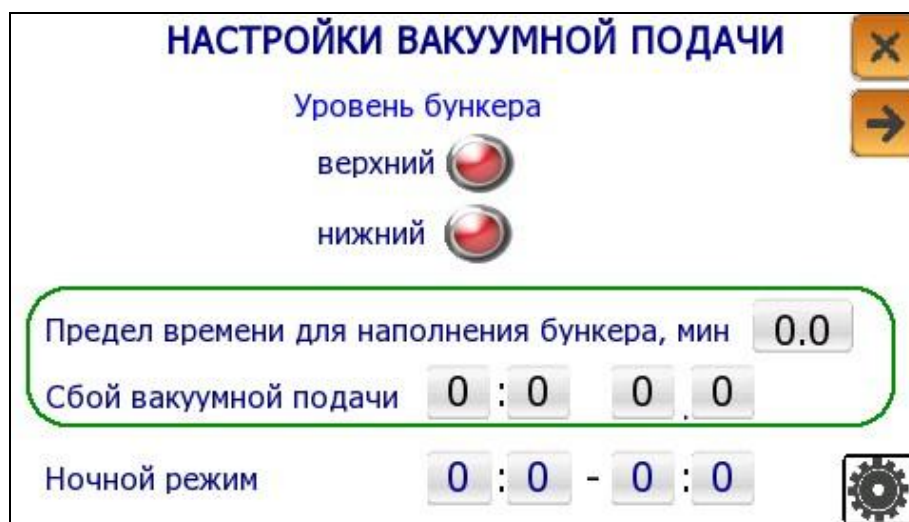 НАСТРОЙКИ ВАКУУМНОЙ ПОДАЧИ
Уровень бункера
верхний
нижний
Предел времени для наполнения бункера, мин 0.0
Сбой вакуумной подачи 0 : 0 0 . 0
Ночной режим 0 : 0 - 0 : 0